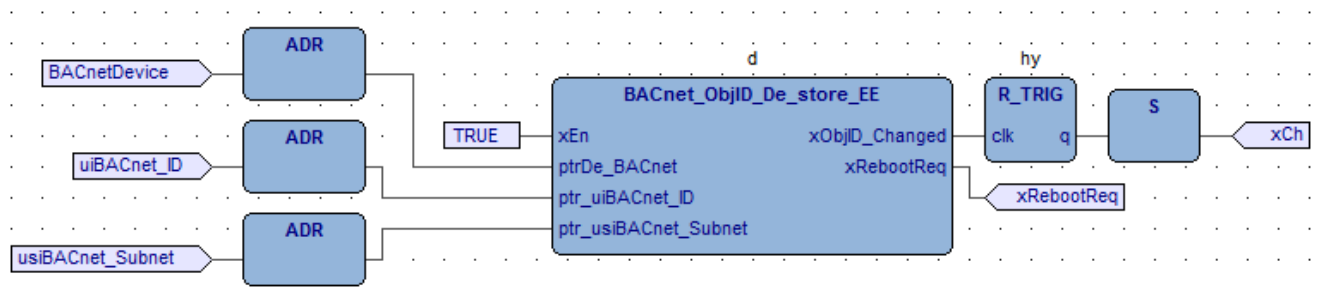 ADR
BACnetDevice
ADR
uiBACnet_ID
ADR
usiBACnet_Subnet
d
BACnet_ObjID_De_store_EE
TRUE
xEn
xObjID_Changed
ptrDe_BACnet
xRebootReq
ptr_uiBACnet_ID
ptr_usiBACnet_Subnet
hy
R_TRIG
clk q
S
xCh
xRebootReq